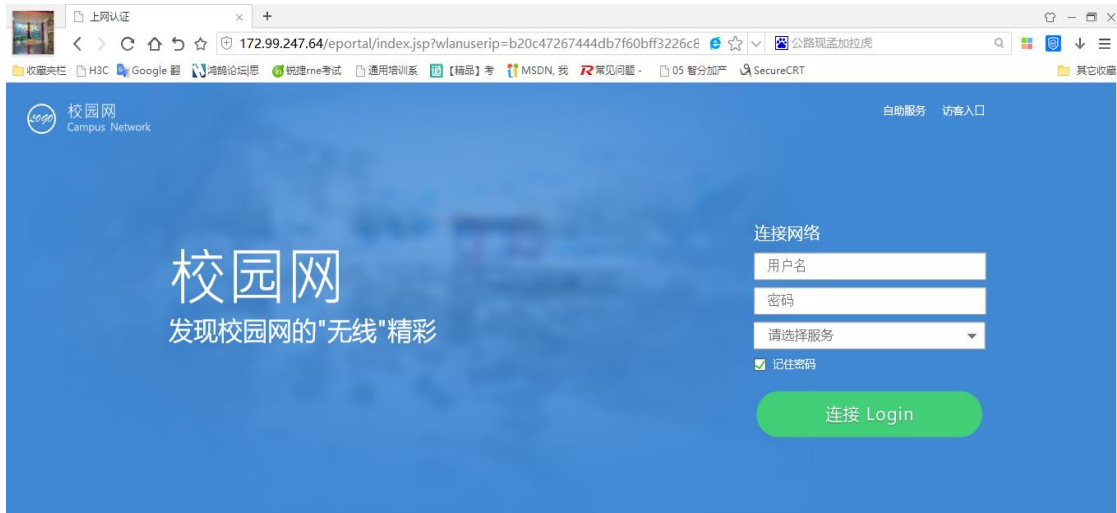 上网认证
172.99.247.64/eportal/index.jsp?wlanuserip=b20c47267444db7f60bff3226c8
公路现孟加拉虎
收藏夹栏 H3C Google 翻 鸿鹄论坛|思 锐捷rne考试 通用培训系 【精品】考 MSDN, 我 常见问题 - 05 智分加产 SecureCRT 其它收藏
LOGO
校园网
Campus Network
自助服务 访客入口
校园网
发现校园网的"无线"精彩
连接网络
用户名
密码
请选择服务
记住密码
连接 Login